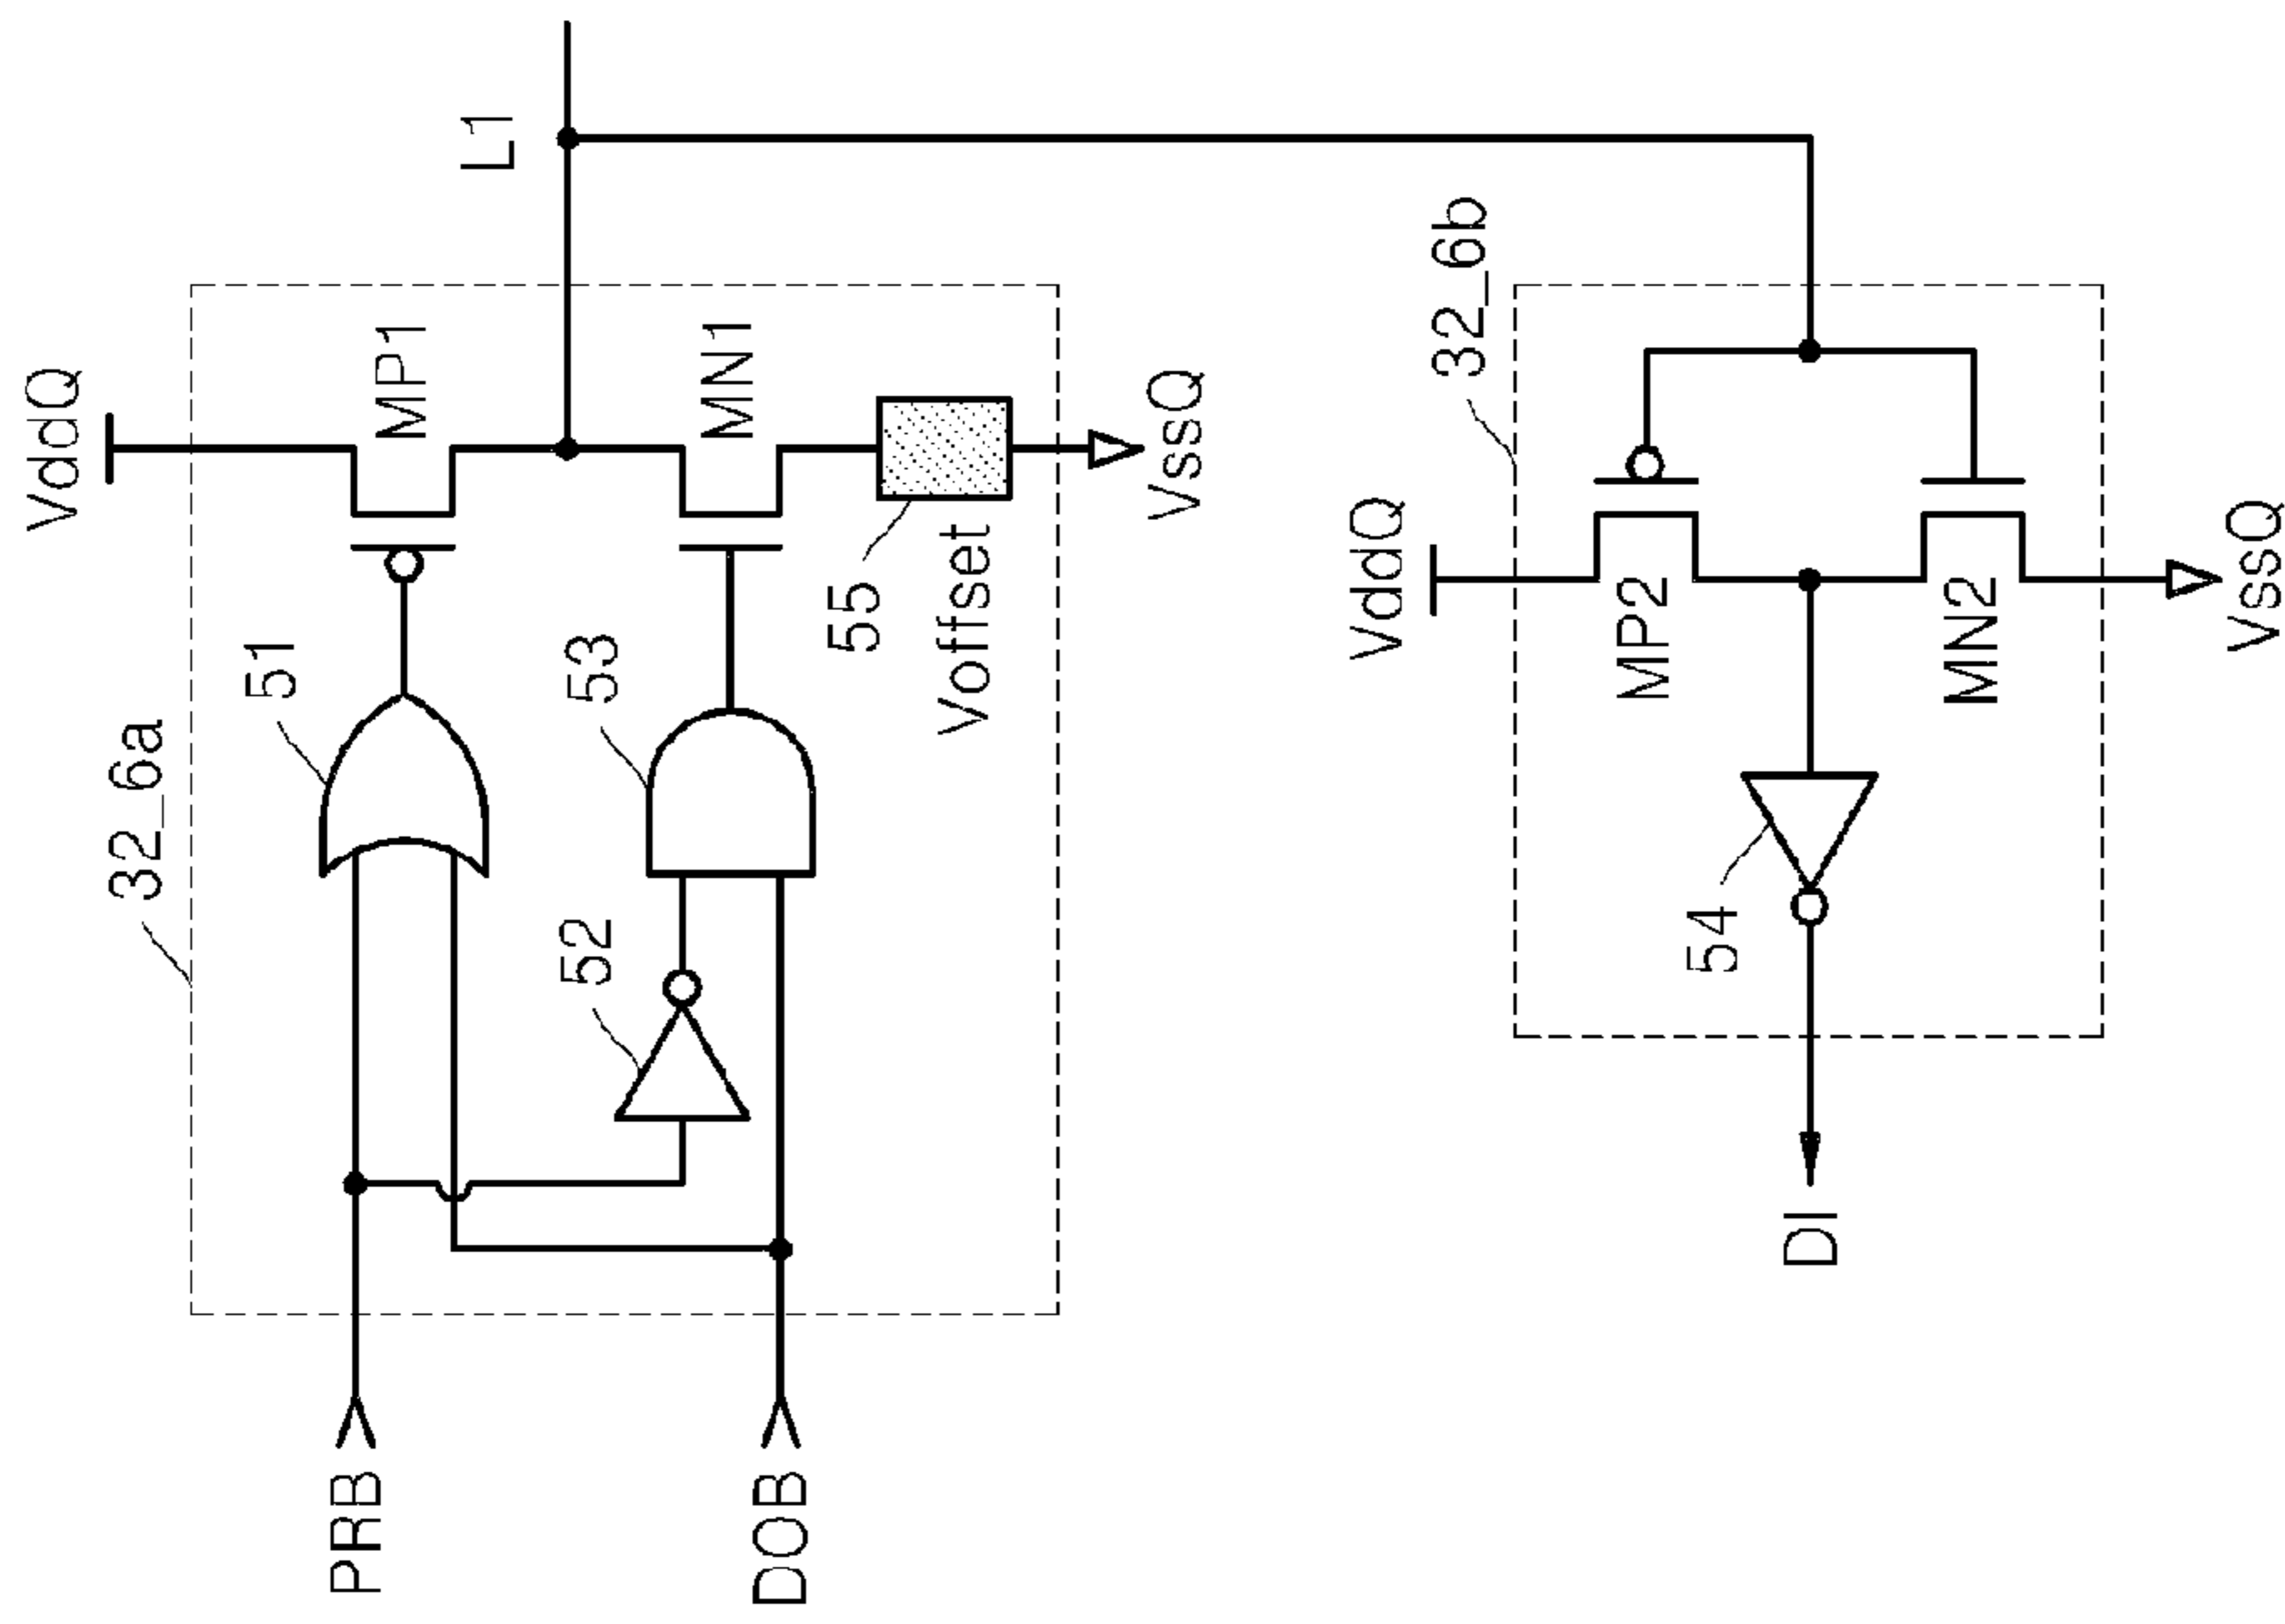 VddQ
L1
32_6a
51
MP1
PRB
52
53
MN1
DOB
55
Voffset
VssQ
32_6b
VddQ
54
MP2
DI
MN2
VssQ